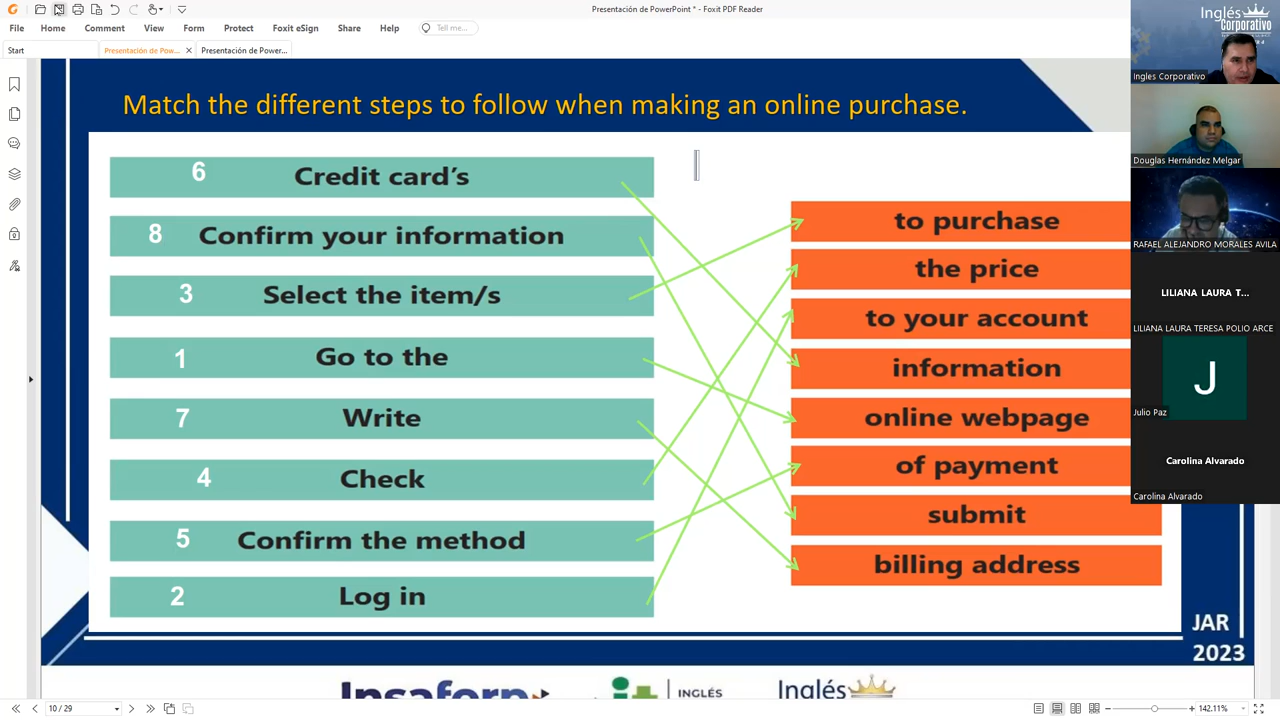 Presentación de PowerPoint * - Foxit PDF Reader
File Home Comment View Form Protect Foxit eSign Share Help Tell me...
Start Presentación de Pow... Presentación de Power...
Match the different steps to follow when making an online purchase.
6 Credit card’s
8 Confirm your information
3 Select the item/s
1 Go to the
7 Write
4 Check
5 Confirm the method
2 Log in
to purchase
the price
to your account
information
online webpage
of payment
submit
billing address
JAR
2023
Insaforp
INGLÉS
Inglés
10 / 29
142.11%
Inglés
Corporativo
Ingles Corporativo
Douglas Hernández Melgar
RAFAEL ALEJANDRO MORALES AVILA
LILIANA LAURA T...
LILIANA LAURA TERESA POLIO ARCE
J
Julio Paz
Carolina Alvarado
Carolina Alvarado